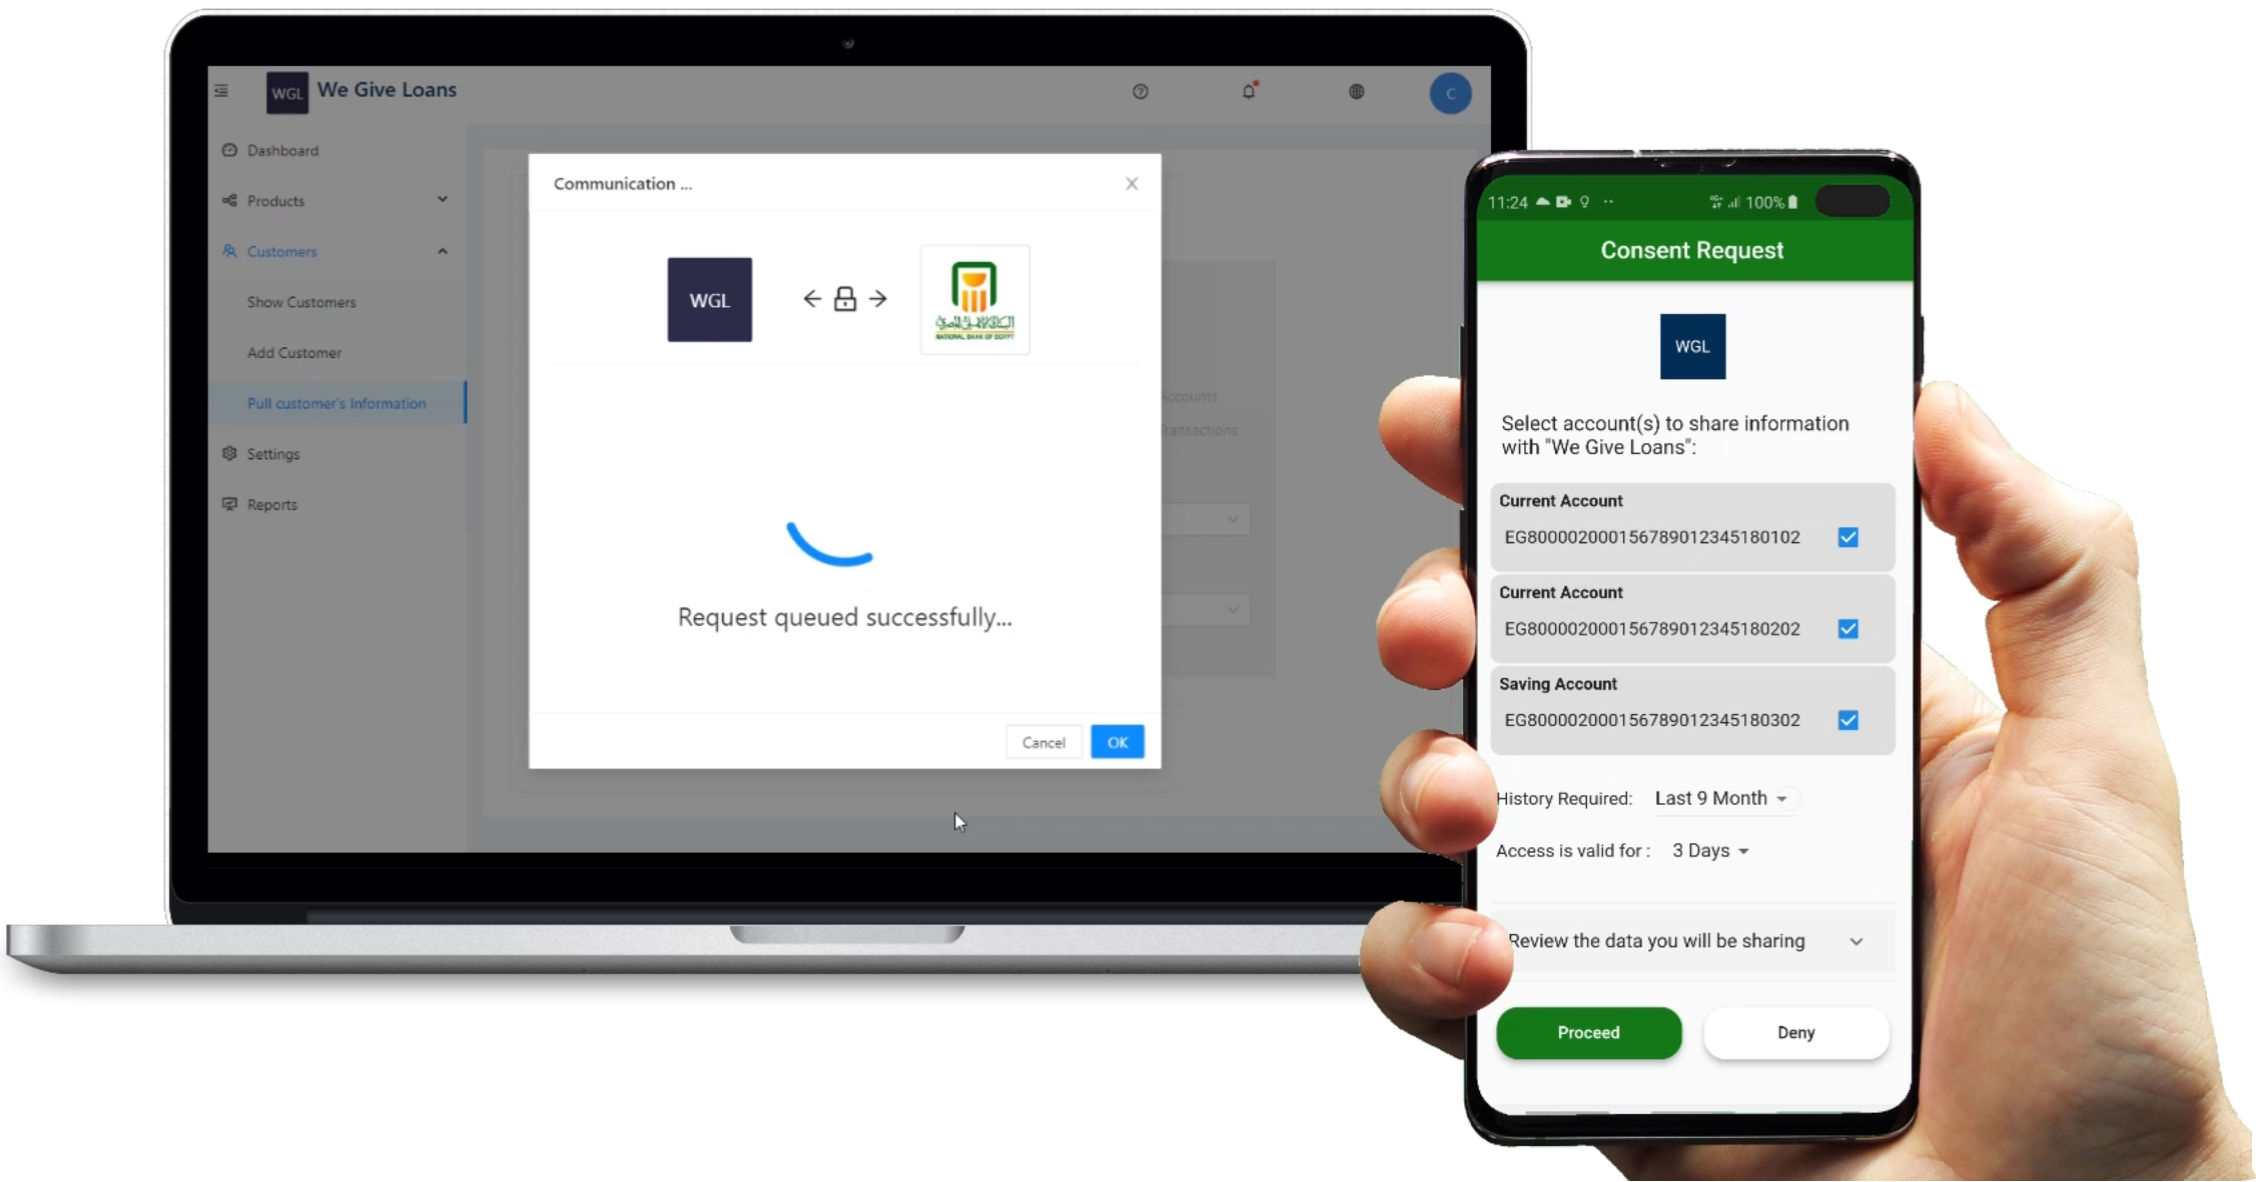 WGL We Give Loans
C
Dashboard
Products
Customers
Show Customers
Add Customer
Pull customer's Information
Settings
Reports
Communication ...
WGL
البنك الأهلي المصري
NATIONAL BANK OF EGYPT
Request queued successfully...
Cancel
OK
Accounts
Transactions
11:24
100%
Consent Request
WGL
Select account(s) to share information
with "We Give Loans":
Current Account
EG800002000156789012345180102
Current Account
EG800002000156789012345180202
Saving Account
EG800002000156789012345180302
History Required: Last 9 Month
Access is valid for : 3 Days
Review the data you will be sharing
Proceed
Deny